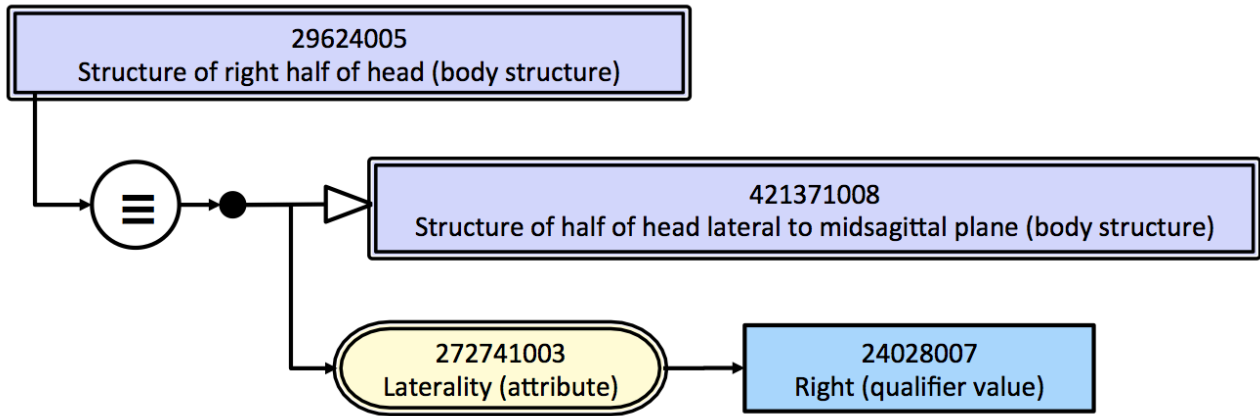 29624005
Structure of right half of head (body structure)
421371008
Structure of half of head lateral to midsagittal plane (body structure)
272741003
Laterality (attribute)
24028007
Right (qualifier value)